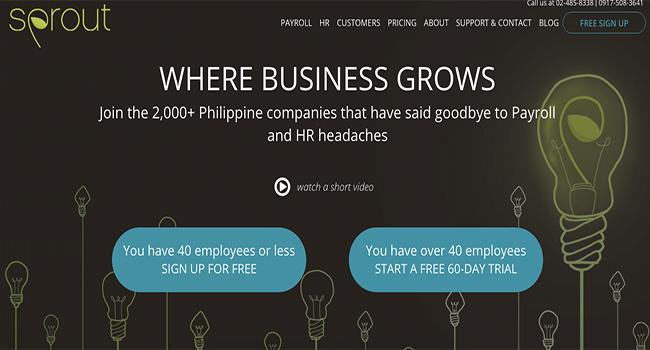 Call us at 02-485-8338 | 0917-508-3641
sprout
PAYROLL HR CUSTOMERS PRICING ABOUT SUPPORT & CONTACT BLOG FREE SIGN UP
WHERE BUSINESS GROWS
Join the 2,000+ Philippine companies that have said goodbye to Payroll
and HR headaches
watch a short video
You have 40 employees or less
SIGN UP FOR FREE
You have over 40 employees
START A FREE 60-DAY TRIAL